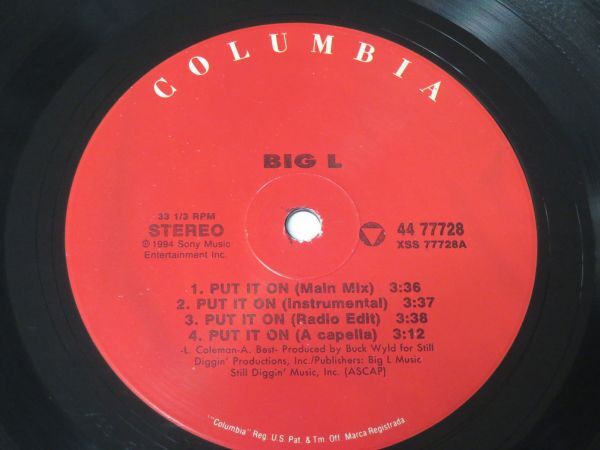 COLUMBIA
BIG L
33 1/3 RPM
STEREO
© 1994 Sony Music
Entertainment Inc.
44 77728
XSS 77728A
1. PUT IT ON (Main Mix) 3:36
2. PUT IT ON (Instrumental) 3:37
3. PUT IT ON (Radio Edit) 3:38
4. PUT IT ON (A capella) 3:12
-L. Coleman-A. Best- Produced by Buck Wyld for Still
Diggin' Productions, Inc./Publishers: Big L Music
Still Diggin' Music, Inc. (ASCAP)
"Columbia" Reg. U.S. Pat. & Tm. Off. Marca Registrada.